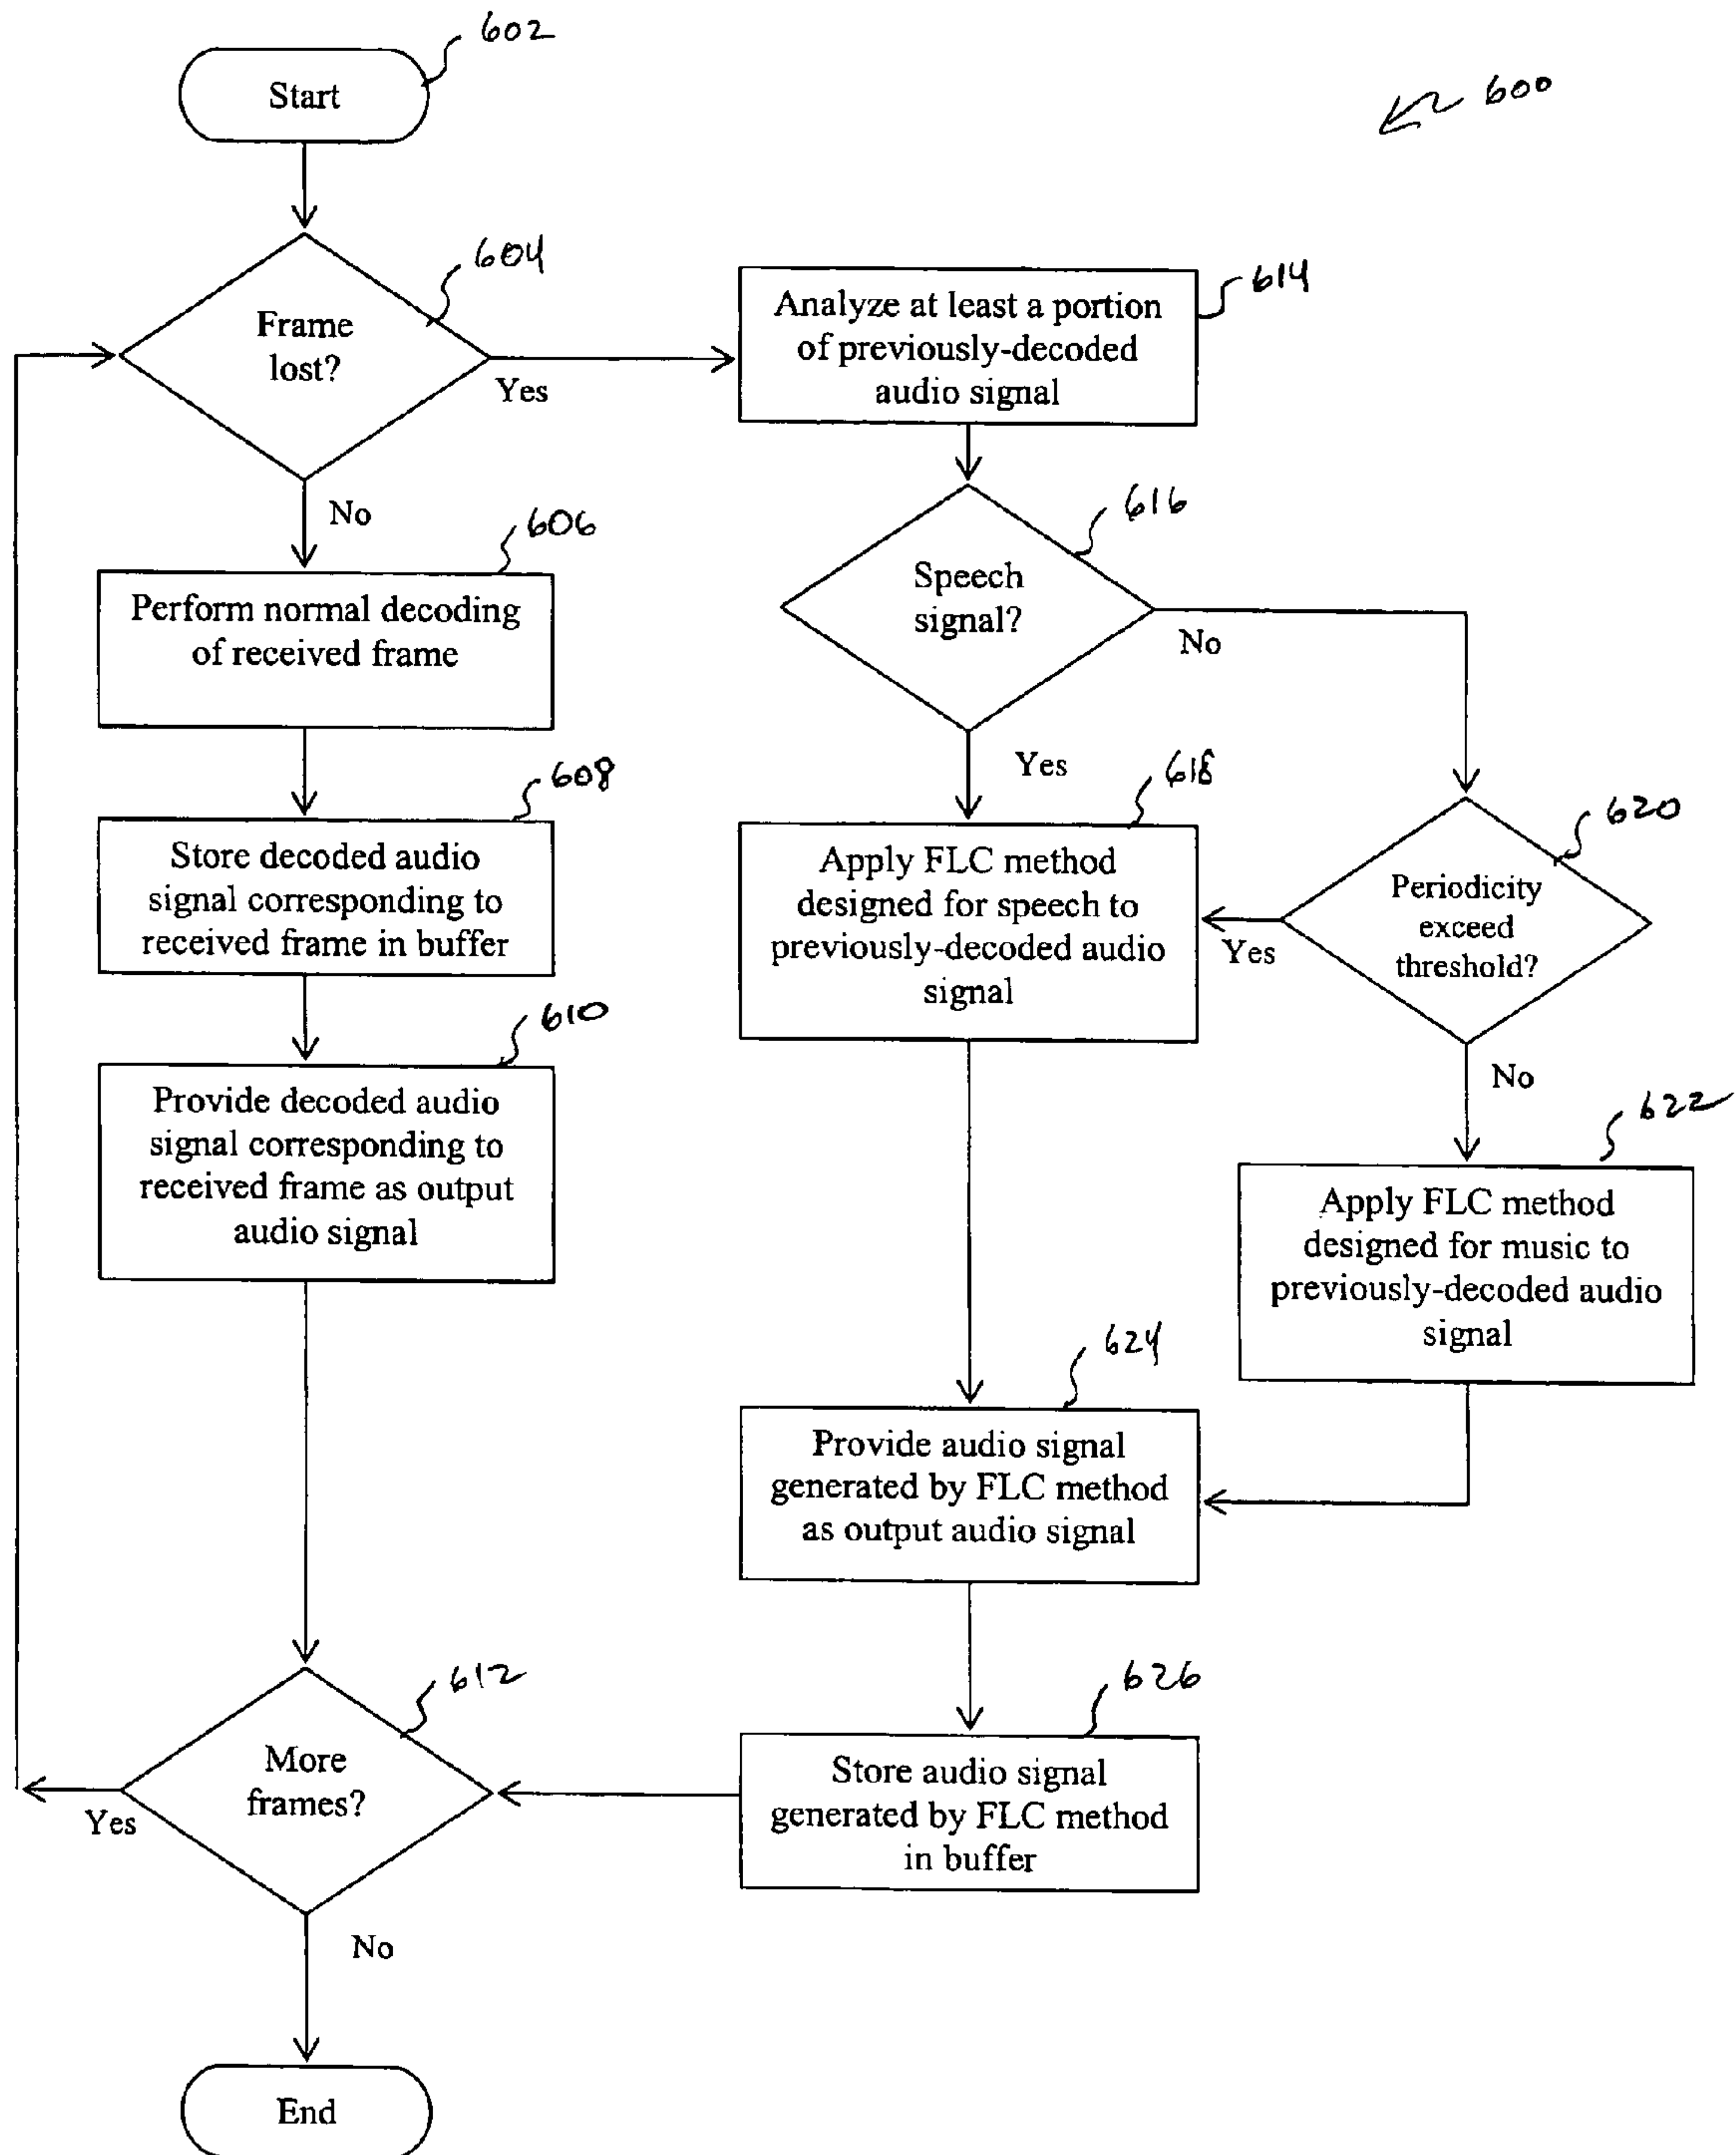 602
Start
600
604
Frame
lost?
Yes
614
Analyze at least a portion
of previously-decoded
audio signal
No
606
Perform normal decoding
of received frame
616
Speech
signal?
No
Yes
608
Store decoded audio
signal corresponding to
received frame in buffer
618
Apply FLC method
designed for speech to
previously-decoded audio
signal
620
Periodicity
exceed
threshold?
Yes
No
610
Provide decoded audio
signal corresponding to
received frame as output
audio signal
622
Apply FLC method
designed for music to
previously-decoded audio
signal
624
Provide audio signal
generated by FLC method
as output audio signal
612
More
frames?
Yes
626
Store audio signal
generated by FLC method
in buffer
No
End